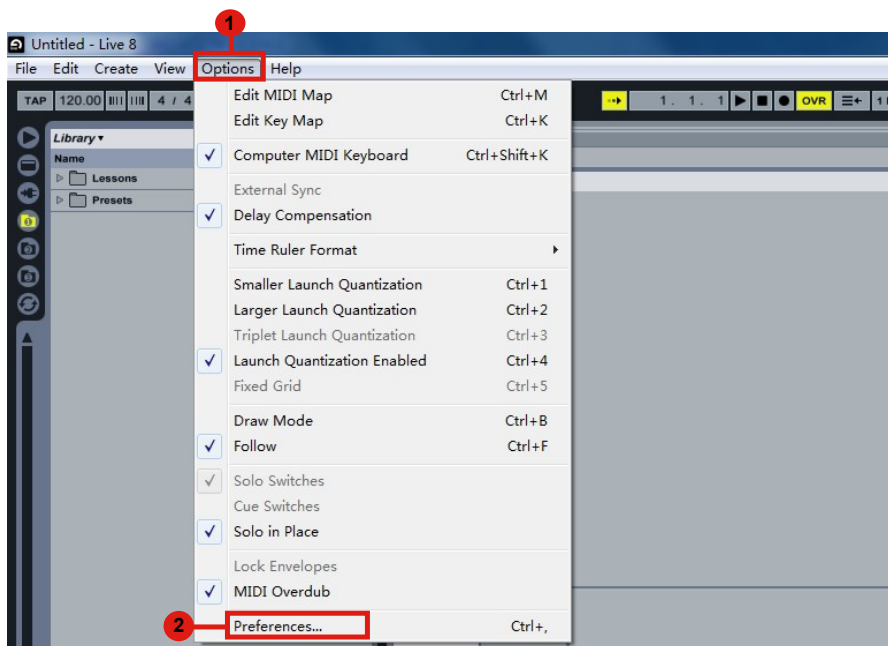 1
Untitled - Live 8
File Edit Create View Options Help
TAP 120.00 4 / 4 1. 1. 1 OVR
Library
Name
Lessons
Presets
Edit MIDI Map Ctrl+M
Edit Key Map Ctrl+K
Computer MIDI Keyboard Ctrl+Shift+K
External Sync
Delay Compensation
Time Ruler Format
Smaller Launch Quantization Ctrl+1
Larger Launch Quantization Ctrl+2
Triplet Launch Quantization Ctrl+3
Launch Quantization Enabled Ctrl+4
Fixed Grid Ctrl+5
Draw Mode Ctrl+B
Follow Ctrl+F
Solo Switches
Cue Switches
Solo in Place
Lock Envelopes
MIDI Overdub
2 Preferences... Ctrl+,